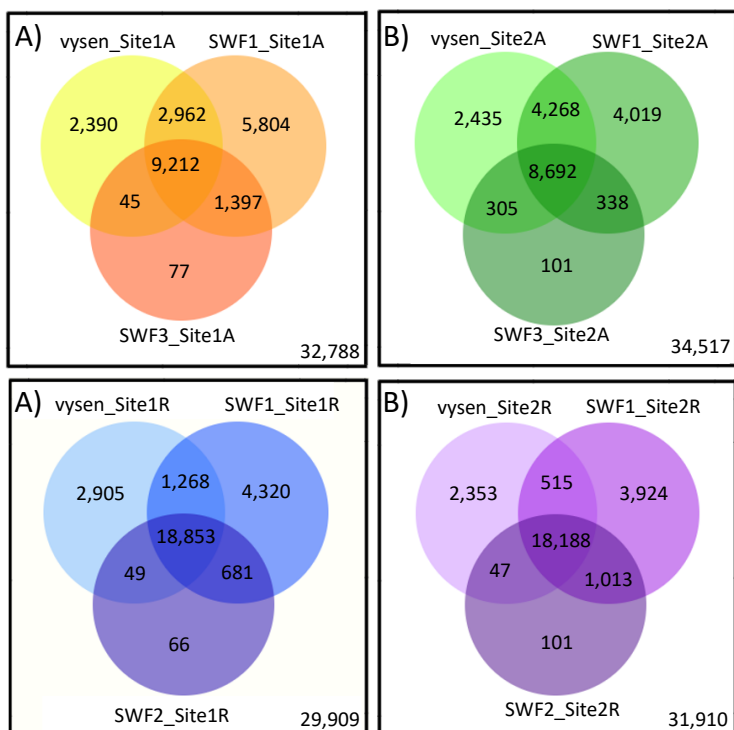 A)
vysen_Site1A
SWF1_Site1A
2,390
2,962
5,804
9,212
45
1,397
77
SWF3_Site1A
32,788
B)
vysen_Site2A
SWF1_Site2A
2,435
4,268
4,019
8,692
305
338
101
SWF3_Site2A
34,517
A)
vysen_Site1R
SWF1_Site1R
2,905
1,268
4,320
18,853
49
681
66
SWF2_Site1R
29,909
B)
vysen_Site2R
SWF1_Site2R
2,353
515
3,924
18,188
47
1,013
101
SWF2_Site2R
31,910